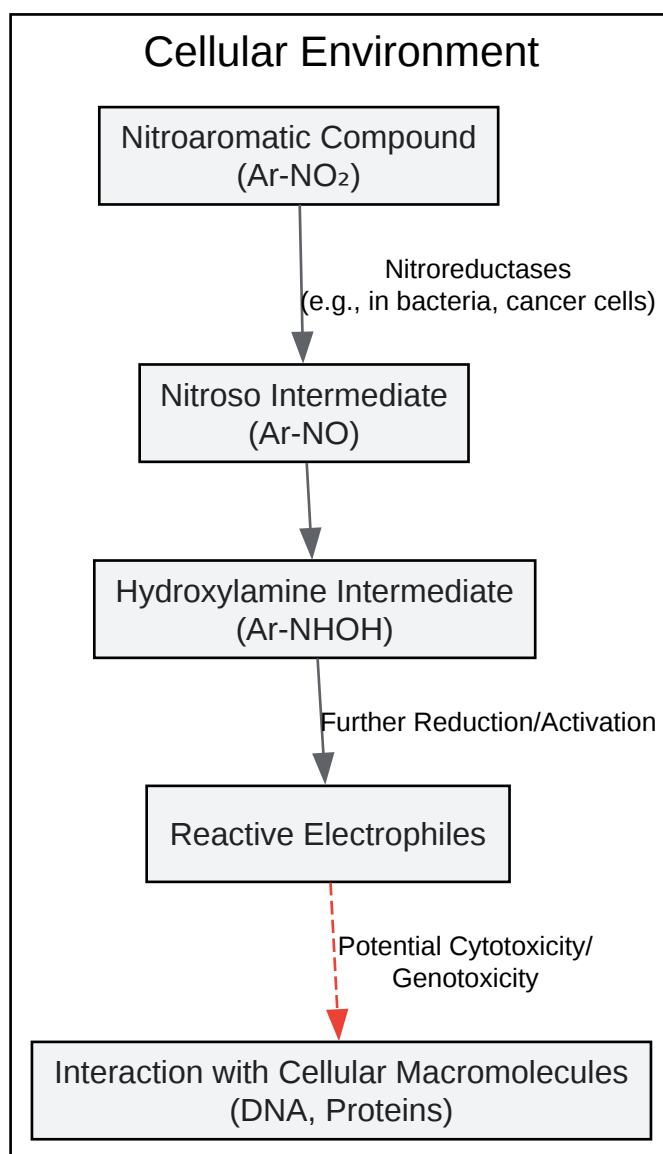 Cellular Environment
Nitroaromatic Compound
(Ar-NO₂)
Nitroreductases
(e.g., in bacteria, cancer cells)
Nitroso Intermediate
(Ar-NO)
Hydroxylamine Intermediate
(Ar-NHOH)
Further Reduction/Activation
Reactive Electrophiles
Potential Cytotoxicity/
Genotoxicity
Interaction with Cellular Macromolecules
(DNA, Proteins)